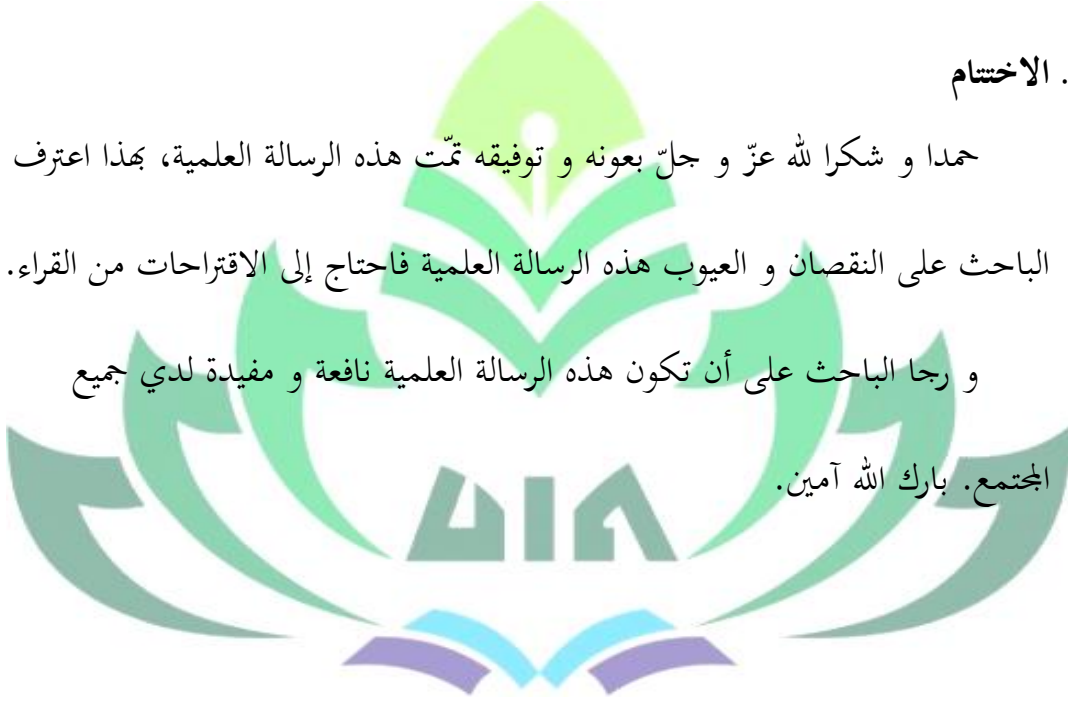 . الاختتام
حمدا و شكرا لله عزّ و جلّ بعونه و توفيقه تمّت هذه الرسالة العلمية، بهذا اعترف
الباحث على النقصان و العيوب هذه الرسالة العلمية فاحتاج إلى الاقتراحات من القراء.
و رجا الباحث على أن تكون هذه الرسالة العلمية نافعة و مفيدة لدي جميع
المجتمع. بارك الله آمين.